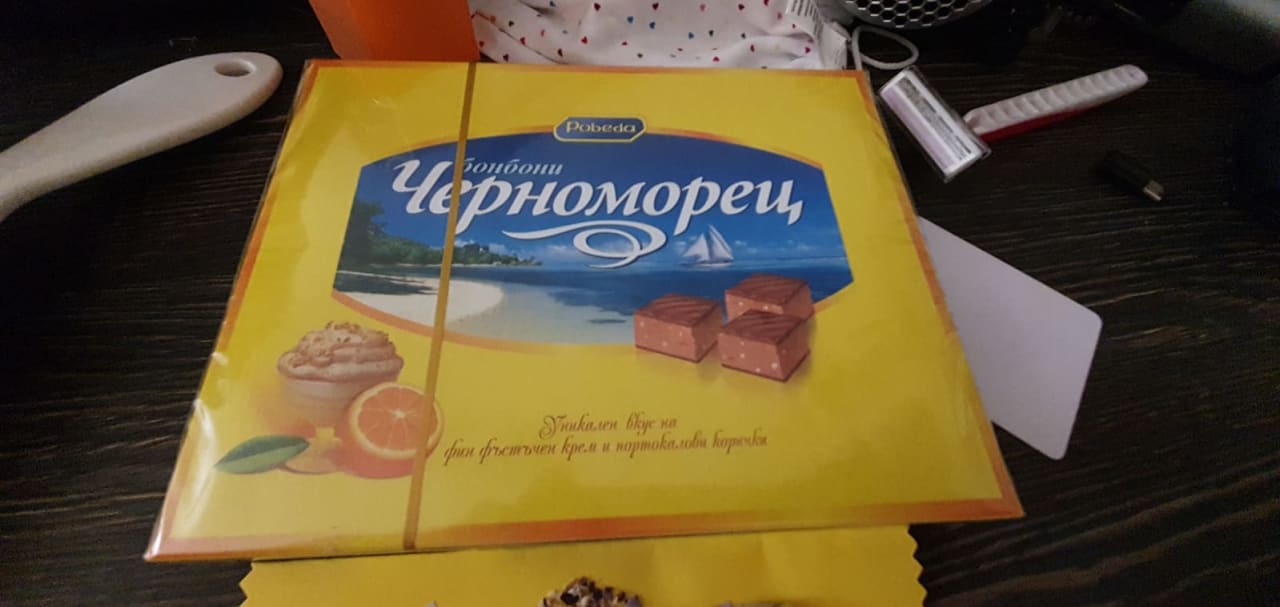 Pobeda
бонбони
Черноморец
Уникален вкус на
фин фъстъчен крем и портокалови корички